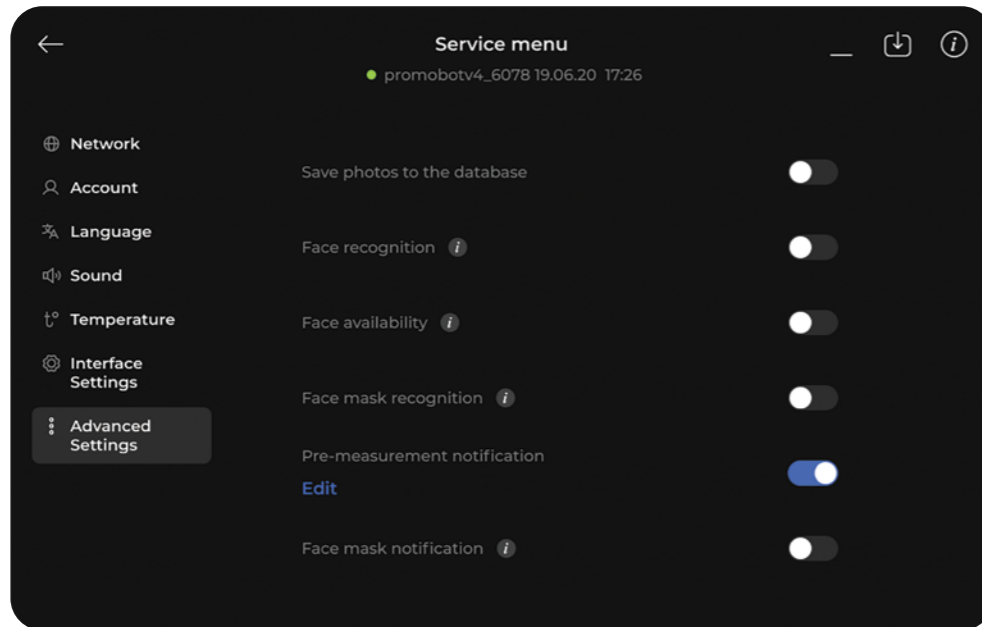 Service menu
promobotv4_6078 19.06.20 17:26
Network
Account
Language
Sound
Temperature
Interface
Settings
Advanced
Settings
Save photos to the database
Face recognition
Face availability
Face mask recognition
Pre-measurement notification
Edit
Face mask notification